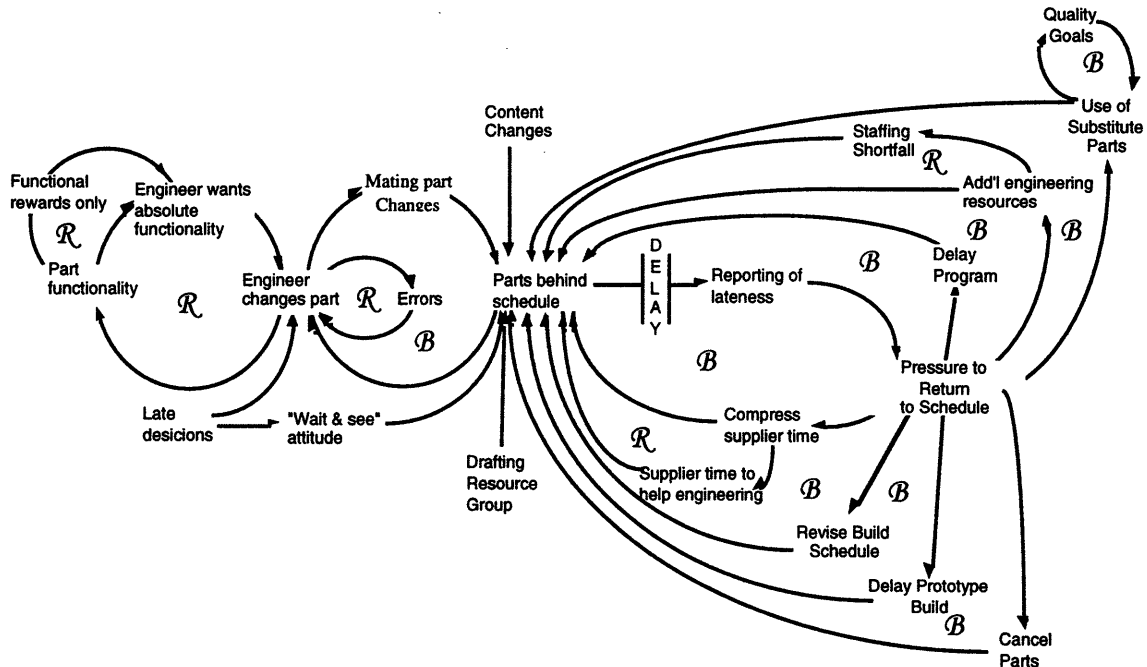 Quality
Goals
B
Use of
Substitute
Parts
Content
Changes
Staffing
Shortfall
R
Add'l engineering
resources
Functional
rewards only
Engineer wants
absolute
functionality
Mating part
Changes
R
Part
functionality
B
B
Delay
Program
B
DELAY
Engineer
changes part
R
Errors
Parts behind
schedule
Reporting of
lateness
R
B
B
Pressure to
Return
to Schedule
Late
desicions
"Wait & see"
attitude
Compress
supplier time
R
Drafting
Resource
Group
Supplier time to
help engineering
B
B
Revise Build
Schedule
Delay Prototype
Build
B
Cancel
Parts